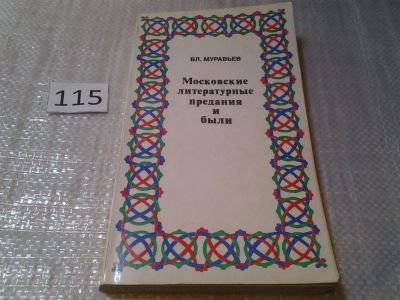 115
ВЛ. МУРАВЬЕВ
Московские
литературные
предания
и
были